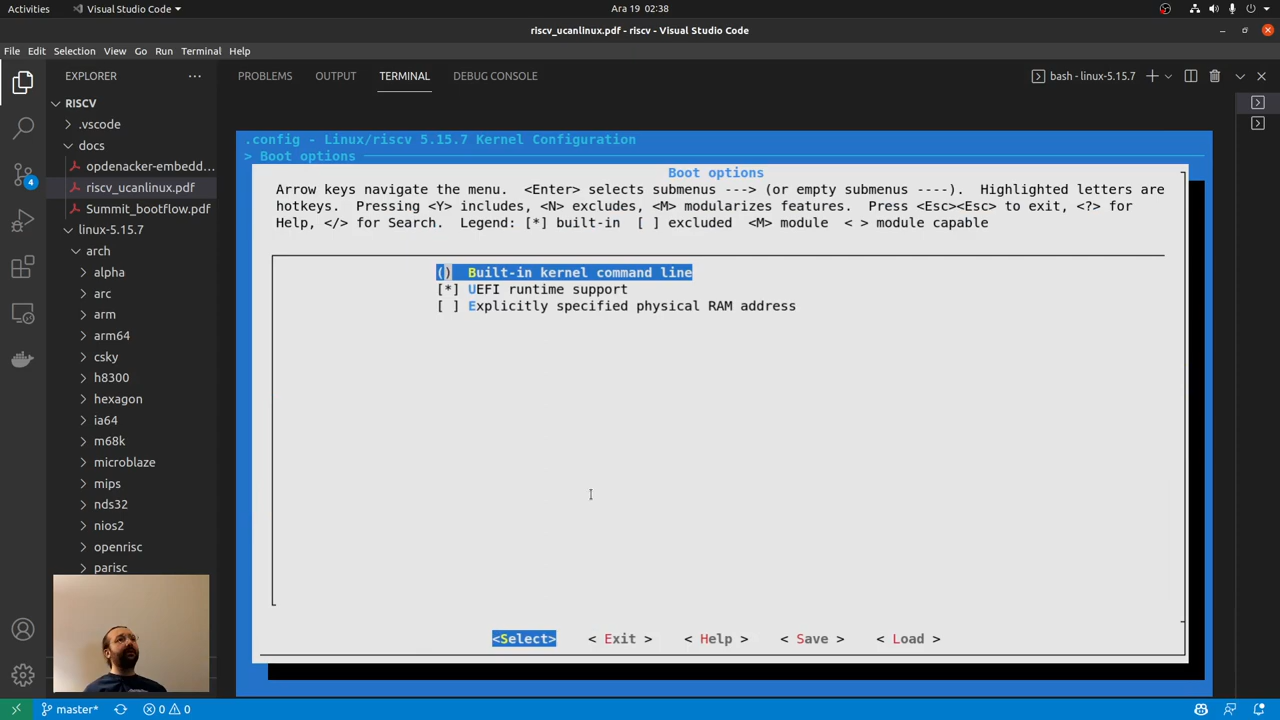 Activities
Visual Studio Code
Ara 19 02:38
riscv_ucanlinux.pdf - riscv - Visual Studio Code
File Edit Selection View Go Run Terminal Help
EXPLORER
PROBLEMS OUTPUT TERMINAL DEBUG CONSOLE
bash - linux-5.15.7
RISCV
.vscode
docs
opdenacker-embedd...
riscv_ucanlinux.pdf
Summit_bootflow.pdf
linux-5.15.7
arch
alpha
arc
arm
arm64
csky
h8300
hexagon
ia64
m68k
microblaze
mips
nds32
nios2
openrisc
parisc
4
.config - Linux/riscv 5.15.7 Kernel Configuration
> Boot options
Boot options
Arrow keys navigate the menu. <Enter> selects submenus ---> (or empty submenus ----). Highlighted letters are
hotkeys. Pressing <Y> includes, <N> excludes, <M> modularizes features. Press <Esc><Esc> to exit, <?> for
Help, </> for Search. Legend: [*] built-in [ ] excluded <M> module < > module capable
() Built-in kernel command line
[*] UEFI runtime support
[ ] Explicitly specified physical RAM address
<Select> < Exit > < Help > < Save > < Load >
master* 0 0